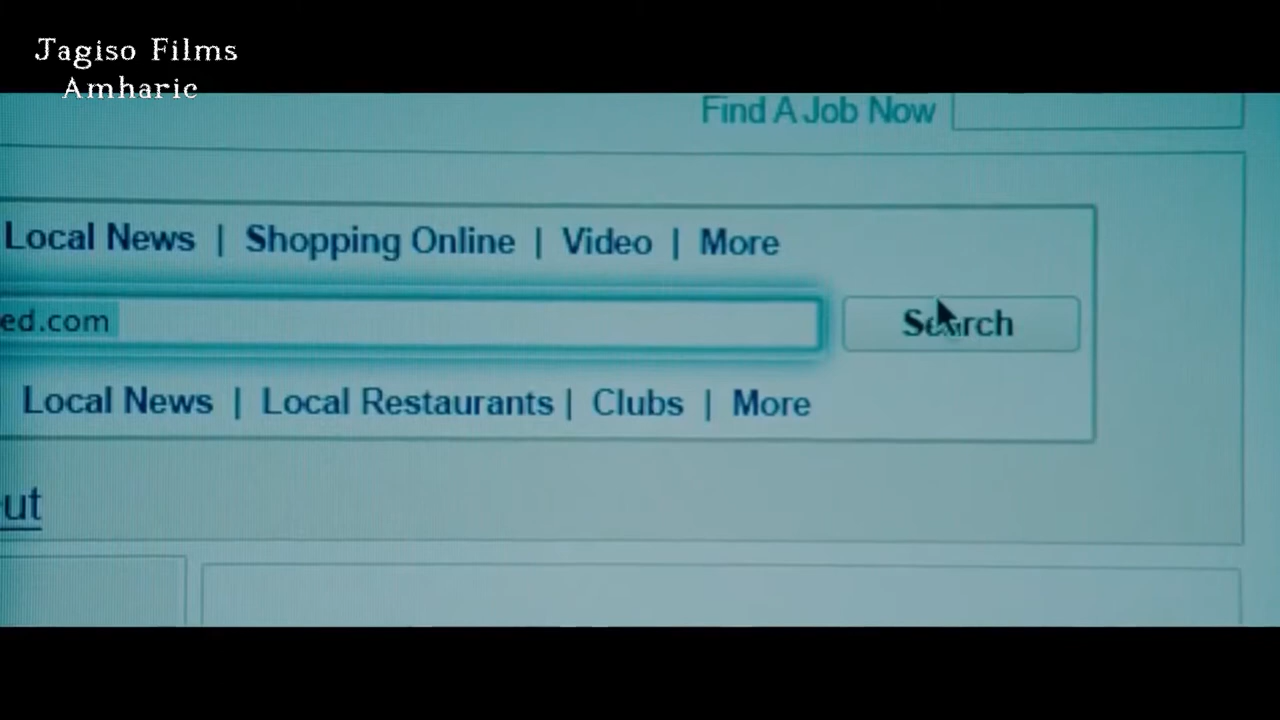 Jagiso Films
Amharic
Find A Job Now
Local News | Shopping Online | Video | More
ed.com
Search
Local News | Local Restaurants | Clubs | More
ut